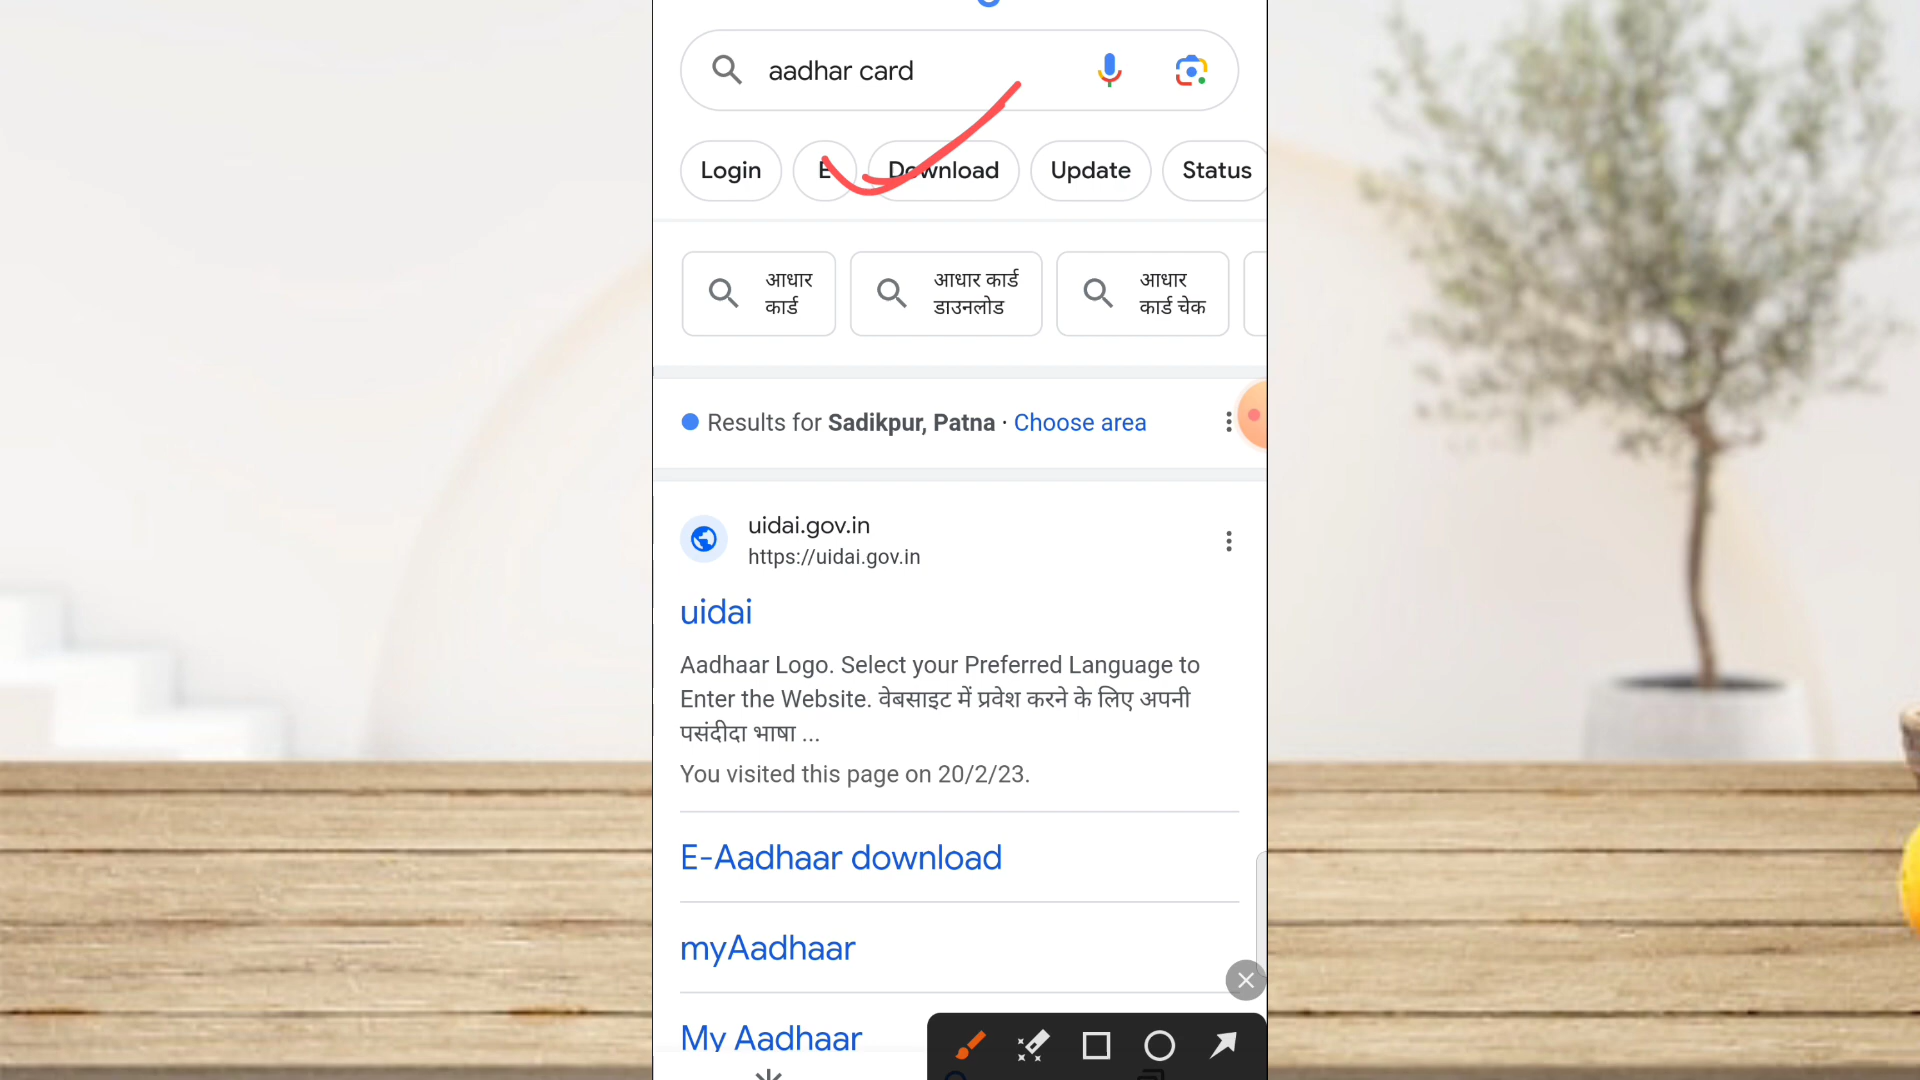 aadhar card
Login
E
Download
Update
Status
आधार
कार्ड
आधार कार्ड
डाउनलोड
आधार
कार्ड चेक
Results for Sadikpur, Patna · Choose area
uidai.gov.in
https://uidai.gov.in
uidai
Aadhaar Logo. Select your Preferred Language to
Enter the Website. वेबसाइट में प्रवेश करने के लिए अपनी
पसंदीदा भाषा ...
You visited this page on 20/2/23.
E-Aadhaar download
myAadhaar
My Aadhaar